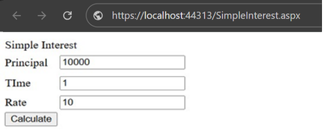 https://localhost:44313/SimpleInterest.aspx
Simple Interest
Principal 10000
TIme 1
Rate 10
Calculate